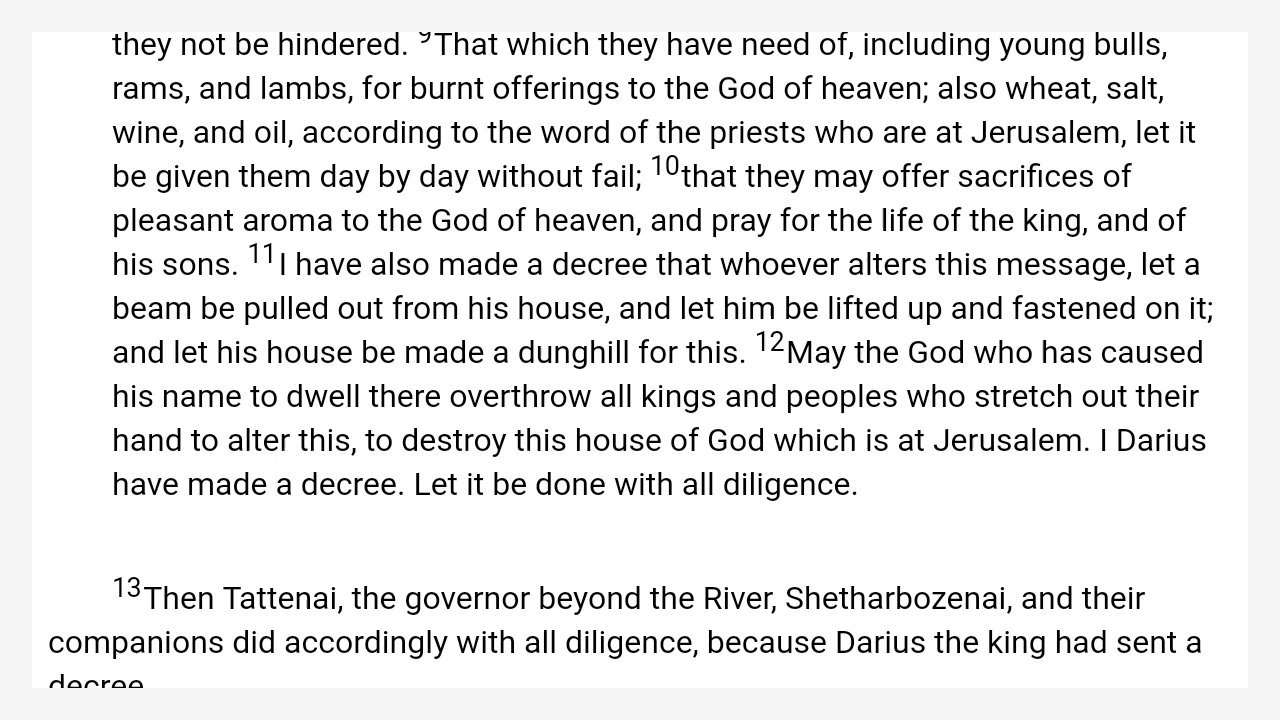 they not be hindered. 9That which they have need of, including young bulls,
rams, and lambs, for burnt offerings to the God of heaven; also wheat, salt,
wine, and oil, according to the word of the priests who are at Jerusalem, let it
be given them day by day without fail; 10that they may offer sacrifices of
pleasant aroma to the God of heaven, and pray for the life of the king, and of
his sons. 11I have also made a decree that whoever alters this message, let a
beam be pulled out from his house, and let him be lifted up and fastened on it;
and let his house be made a dunghill for this. 12May the God who has caused
his name to dwell there overthrow all kings and peoples who stretch out their
hand to alter this, to destroy this house of God which is at Jerusalem. I Darius
have made a decree. Let it be done with all diligence.
13Then Tattenai, the governor beyond the River, Shetharbozenai, and their
companions did accordingly with all diligence, because Darius the king had sent a
decree.